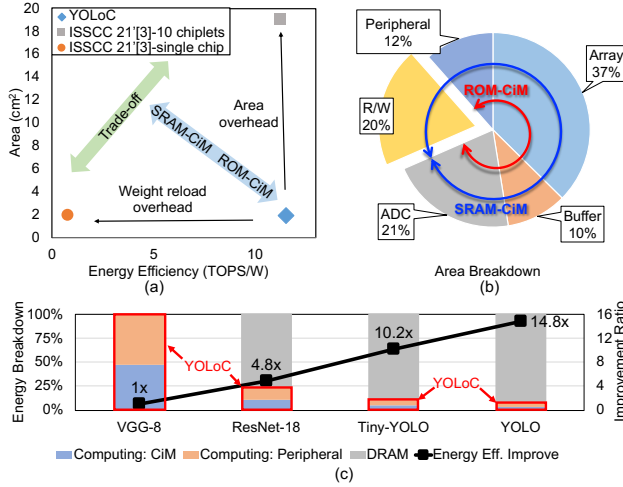 20
18
16
14
12
10
8
6
4
2
0
Area (cm²)
YOLoC
ISSCC 21'[3]-10 chiplets
ISSCC 21'[3]-single chip
Trade-off
SRAM-CiM ROM-CiM
Area
overhead
Weight reload
overhead
0 5 10
Energy Efficiency (TOPS/W)
(a)
Peripheral
12%
Array
37%
R/W
20%
ROM-CiM
SRAM-CiM
ADC
21%
Buffer
10%
Area Breakdown
(b)
Energy Breakdown
100%
75%
50%
25%
0%
1x
YOLoC
4.8x
10.2x
YOLoC
14.8x
16
12
8
4
0
Improvement Ratio
VGG-8 ResNet-18 Tiny-YOLO YOLO
Computing: CiM Computing: Peripheral DRAM Energy Eff. Improve
(c)